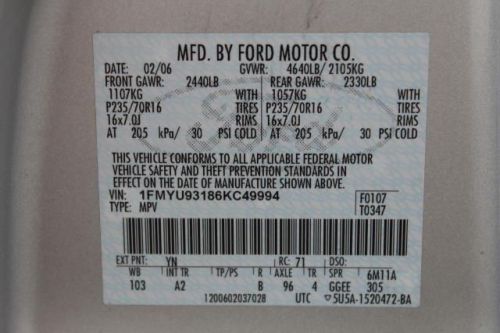 MFD. BY FORD MOTOR CO.
DATE: 02/06 GVWR: 4640LB/ 2105KG
FRONT GAWR: 2440LB REAR GAWR: 2330LB
1107KG WITH 1057KG WITH
P235/70R16 TIRES P235/70R16 TIRES
16x7.0J RIMS 16x7.0J RIMS
AT 205 kPa/ 30 PSI COLD AT 205 kPa/ 30 PSI COLD
THIS VEHICLE CONFORMS TO ALL APPLICABLE FEDERAL MOTOR
VEHICLE SAFETY AND THEFT PREVENTION STANDARDS IN
EFFECT ON THE DATE OF MANUFACTURE SHOWN ABOVE.
VIN: 1FMYU93186KC49994 F0107
TYPE: MPV T0347
EXT PNT: YN RC: 71 DSO:
WB INT TR TP/PS R AXLE TR SPR 6M11A
103 A2 B 96 4 GGEE 305
1200602037028 UTC 5U5A-1520472-BA